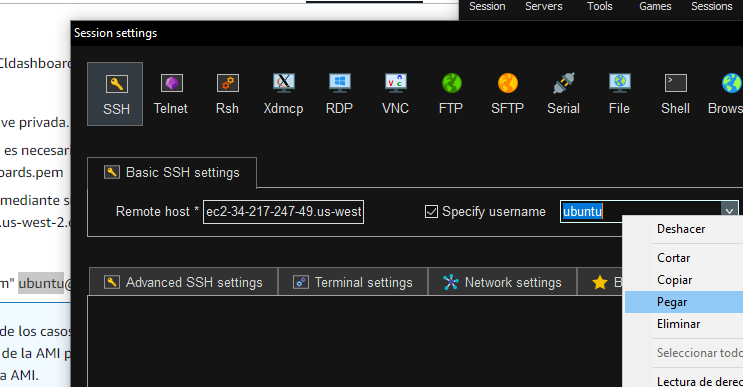 Session Servers Tools Games Sessions
Session settings
Cldashboard
SSH Telnet Rsh Xdmcp RDP VNC FTP SFTP Serial File Shell Brows
ve privada.
es necesari
oards.pem
Basic SSH settings
mediante s
.us-west-2.
Remote host * ec2-34-217-247-49.us-west Specify username ubuntu
Deshacer
Cortar
m" ubuntu@
Advanced SSH settings Terminal settings Network settings B
Copiar
Pegar
de los casos
Eliminar
de la AMI p
Seleccionar todo
a AMI.
Lectura de derec